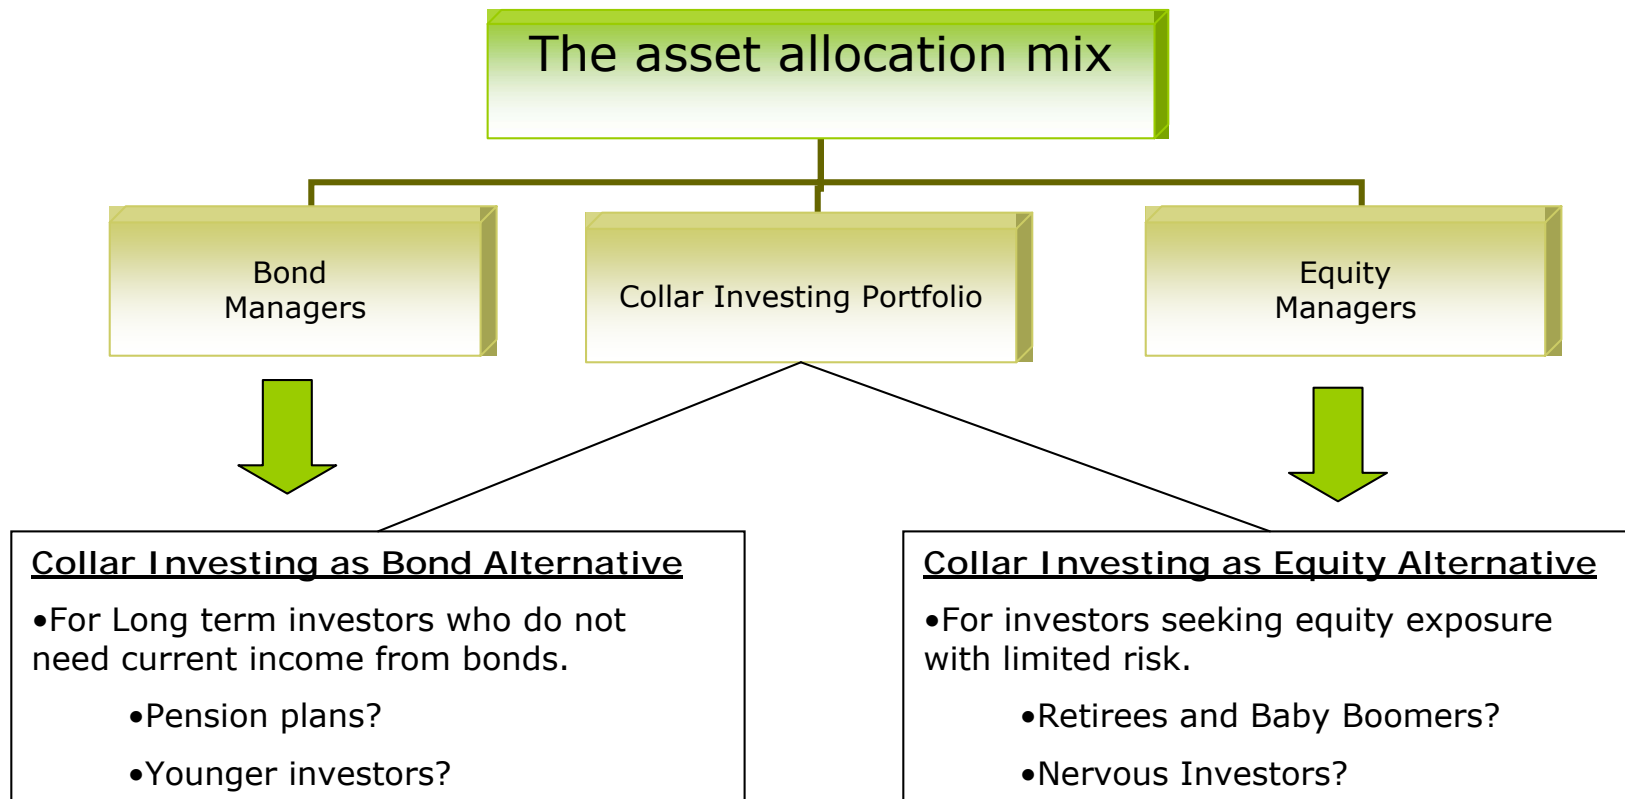 The asset allocation mix
Bond
Managers
Collar Investing Portfolio
Equity
Managers
Collar Investing as Bond Alternative
•For Long term investors who do not
need current income from bonds.
•Pension plans?
•Younger investors?
Collar Investing as Equity Alternative
•For investors seeking equity exposure
with limited risk.
•Retirees and Baby Boomers?
•Nervous Investors?